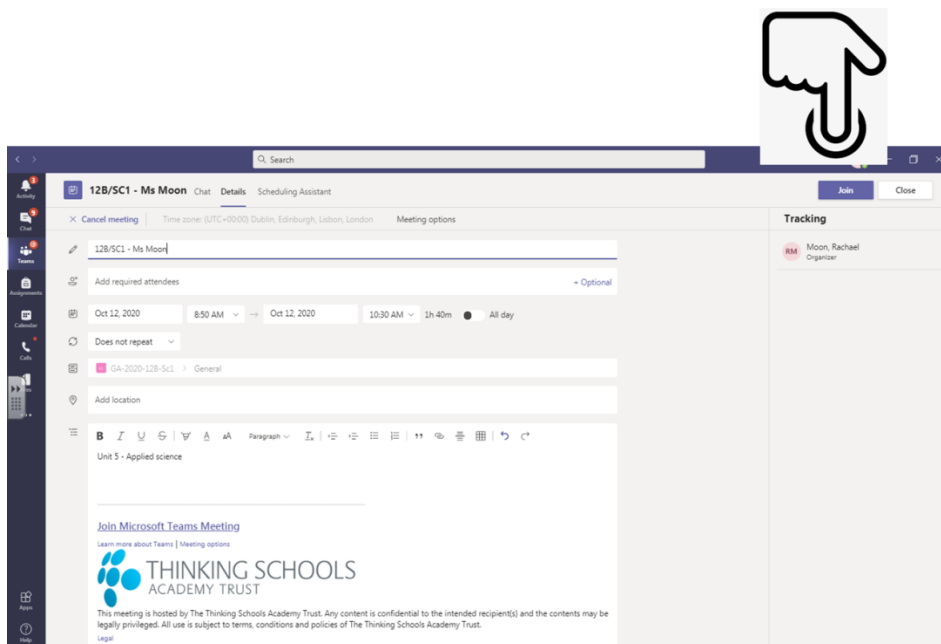 Search
Activity
Chat
Teams
Assignments
Calendar
Calls
Apps
Help
12B/SC1 - Ms Moon Chat Details Scheduling Assistant
Join Close
Cancel meeting Time zone: (UTC+00:00) Dublin, Edinburgh, Lisbon, London Meeting options
Tracking
12B/SC1 - Ms Moon
RM Moon, Rachael
Organizer
Add required attendees + Optional
Oct 12, 2020 8:50 AM → Oct 12, 2020 10:30 AM 1h 40m All day
Does not repeat
GA-2020-12B-Sc1 > General
Add location
B I U S A AA Paragraph
Unit 5 - Applied science
Join Microsoft Teams Meeting
Learn more about Teams | Meeting options
THINKING SCHOOLS
ACADEMY TRUST
This meeting is hosted by The Thinking Schools Academy Trust. Any content is confidential to the intended recipient(s) and the contents may be
legally privileged. All use is subject to terms, conditions and policies of The Thinking Schools Academy Trust.
Legal